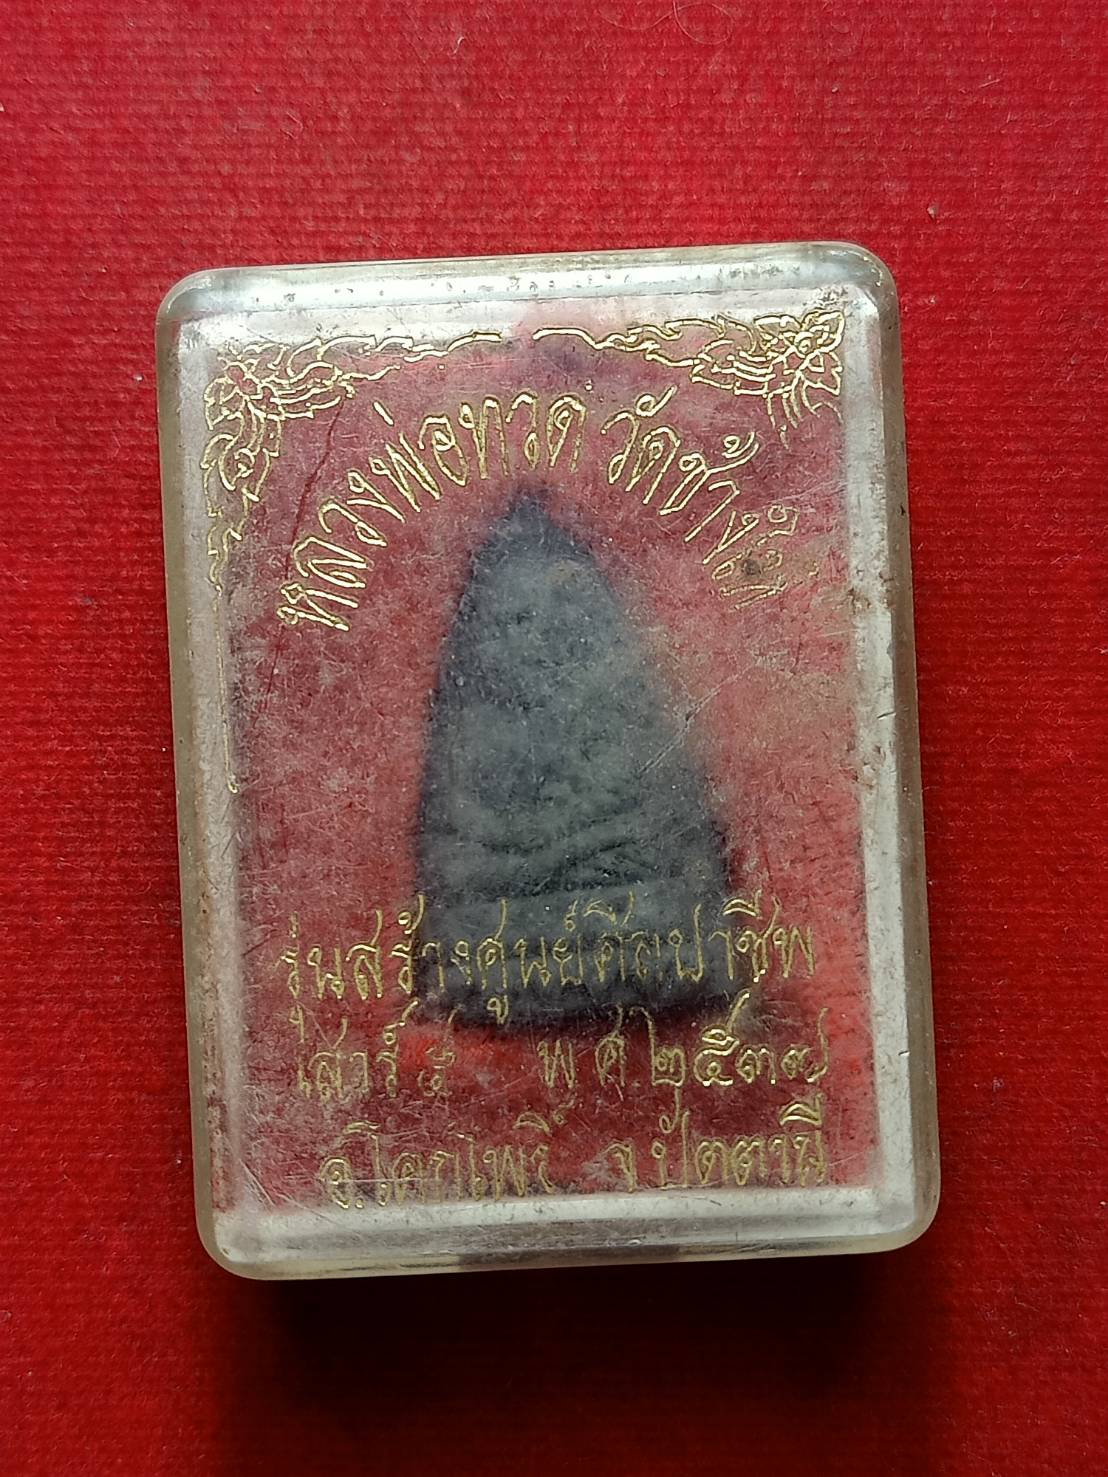 หลวงพ่อทวด วัดช้างให้
รุ่นสร้างศูนย์ศิลปาชีพ
เสาร์ ๕ พ ศ ๒๕๓๗
อ.โคกโพธิ์ จ.ปัตตานี